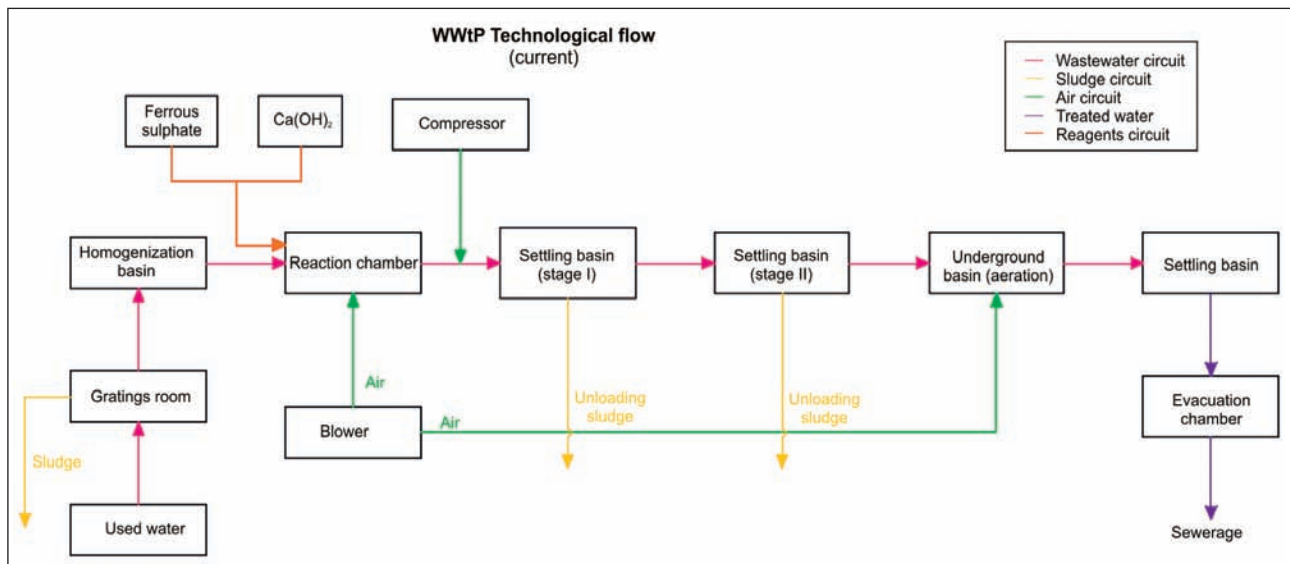 WWtP Technological flow
(current)
Wastewater circuit
Sludge circuit
Air circuit
Treated water
Reagents circuit
Ferrous
sulphate
Ca(OH)₂
Compressor
Homogenization
basin
Reaction chamber
Settling basin
(stage I)
Settling basin
(stage II)
Underground
basin (aeration)
Settling basin
Air
Gratings room
Unloading
sludge
Unloading
sludge
Evacuation
chamber
Blower
Air
Sludge
Used water
Sewerage